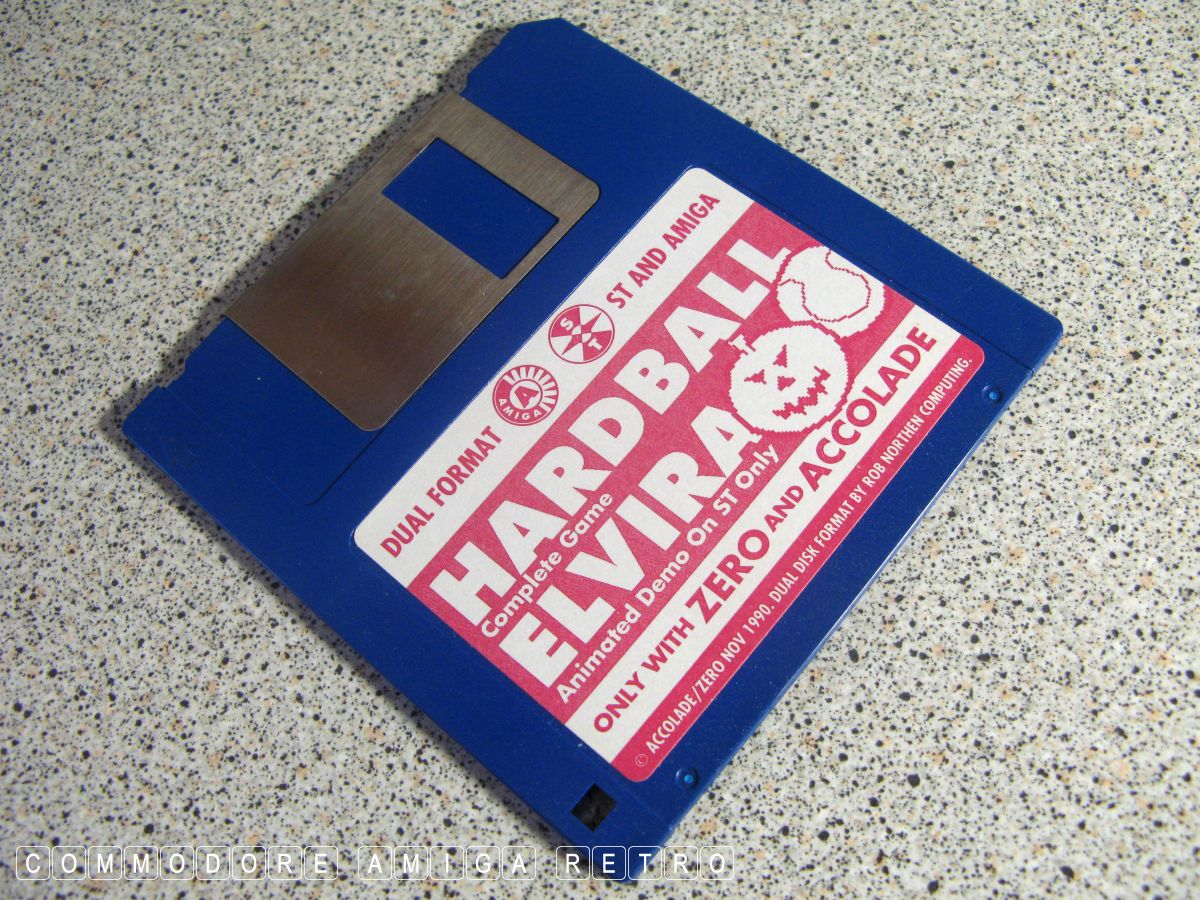 DUAL FORMAT AMIGA ST ST AND AMIGA
HARDBALL
Complete Game
ELVIRA
Animated Demo On ST Only
ONLY WITH ZERO AND ACCOLADE
© ACCOLADE/ZERO NOV 1990. DUAL DISK FORMAT BY ROB NORTHEN COMPUTING.
COMMODORE AMIGA RETRO